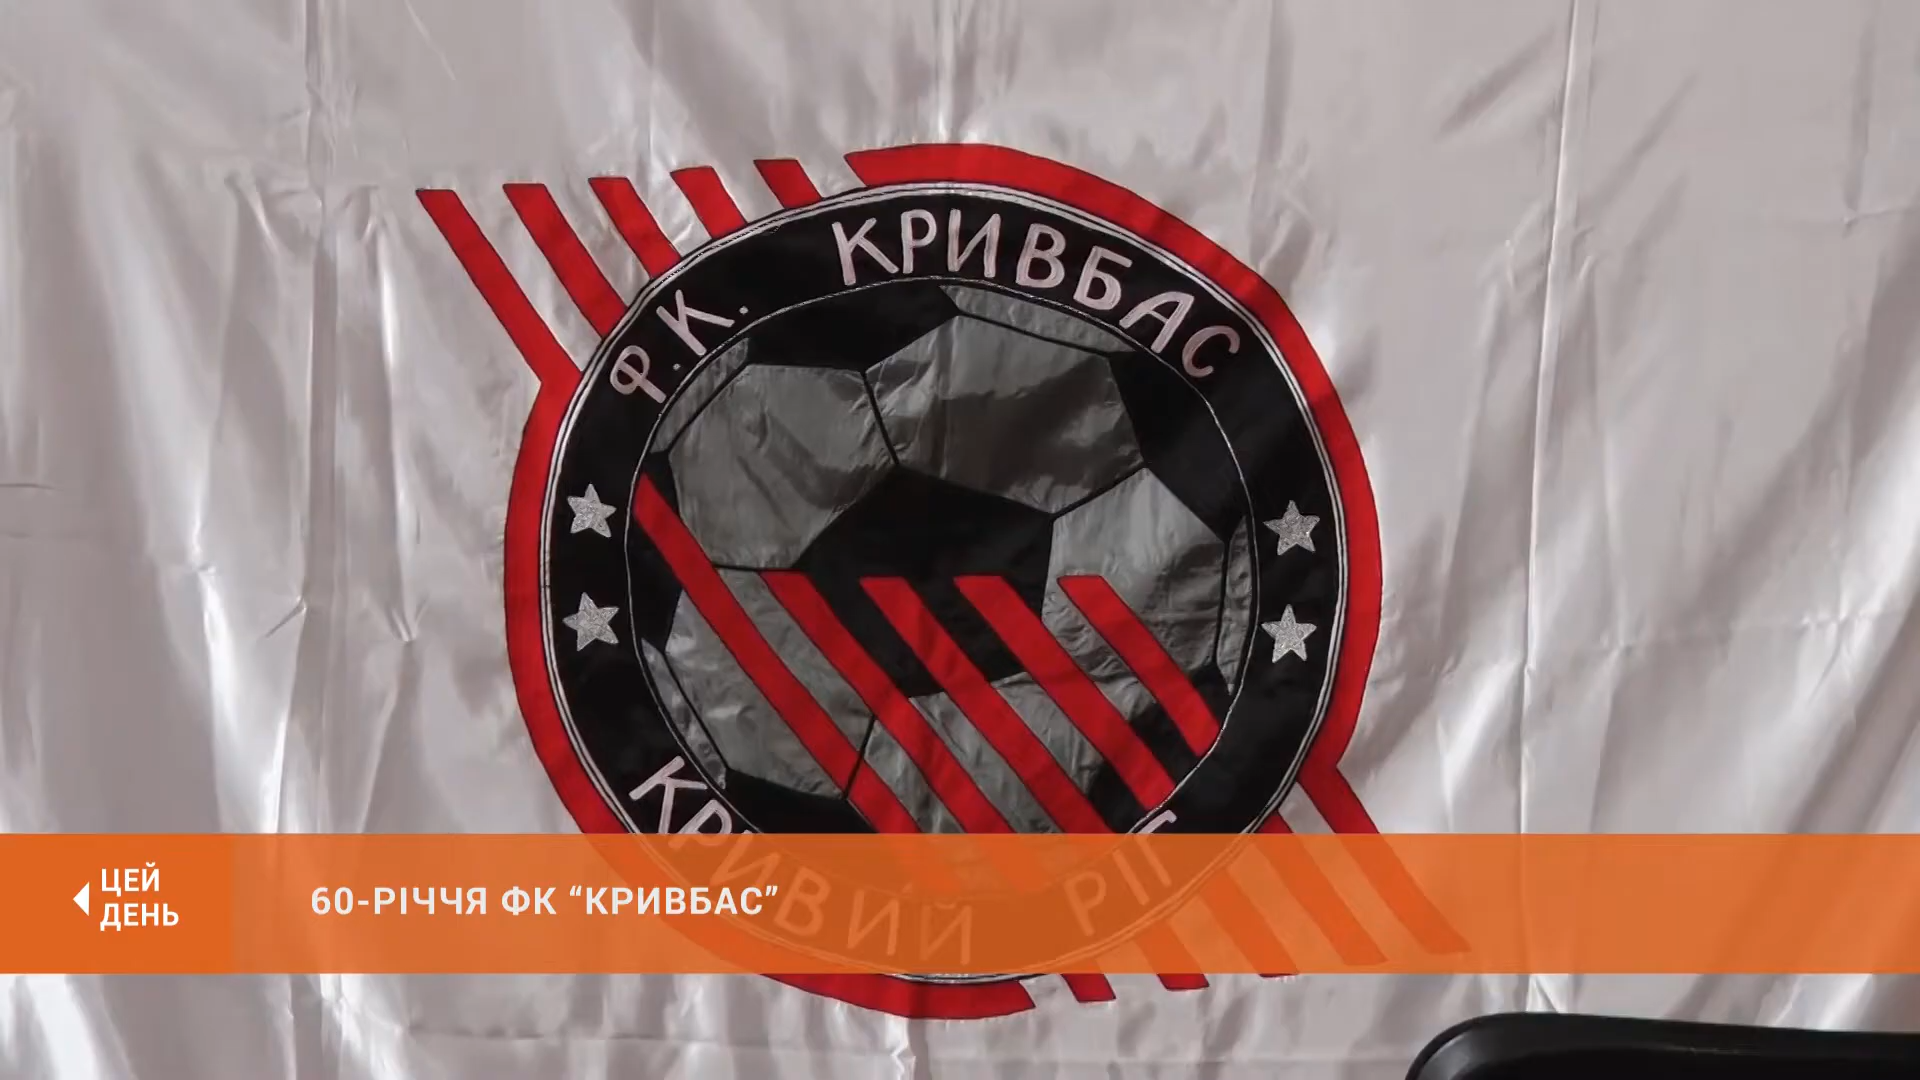 Ф.К. КРИВБАС
КРИВИЙ РІГ
ЦЕЙ
ДЕНЬ
60-РІЧЧЯ ФК “КРИВБАС”